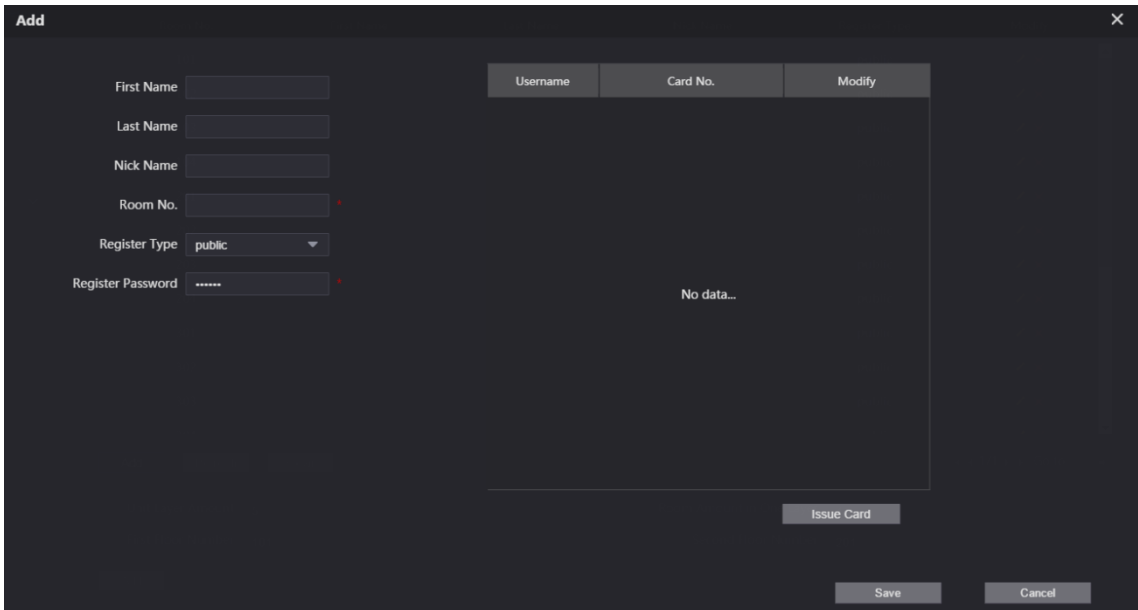 Add
First Name
Last Name
Nick Name
Room No. *
Register Type public
Register Password •••••• *
Username Card No. Modify
No data...
Issue Card
Save Cancel